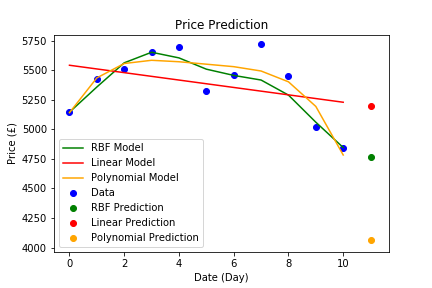 Price Prediction
5750
5500
5250
5000
4750
4500
4250
4000
Price (£)
RBF Model
Linear Model
Polynomial Model
Data
RBF Prediction
Linear Prediction
Polynomial Prediction
0 2 4 6 8 10
Date (Day)